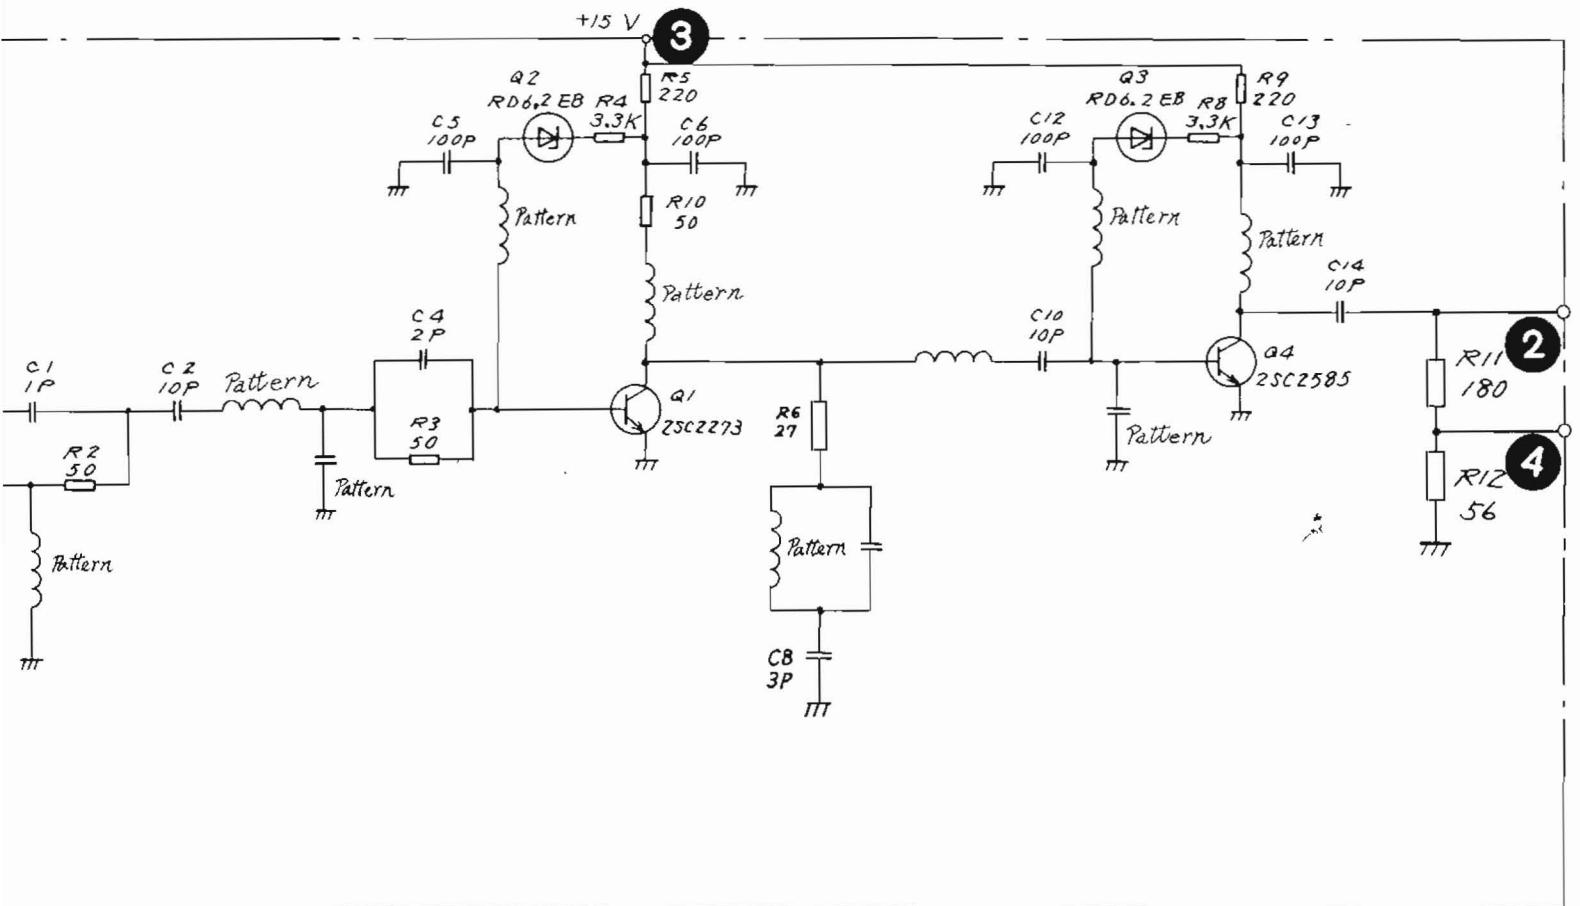 +15 V
3
Q2
RD6.2 EB
R4
3.3K
R5
220
C5
100P
C6
100P
R10
50
Pattern
Pattern
Q3
RD6.2 EB
R8
3.3K
R9
220
C12
100P
C13
100P
Pattern
Pattern
C14
10P
C1
1P
C2
10P
Pattern
C4
2P
R3
50
Q1
2SC2273
C10
10P
Q4
2SC2585
2
R11
180
R2
50
Pattern
R6
27
Pattern
4
R12
56
Pattern
Pattern
C8
3P